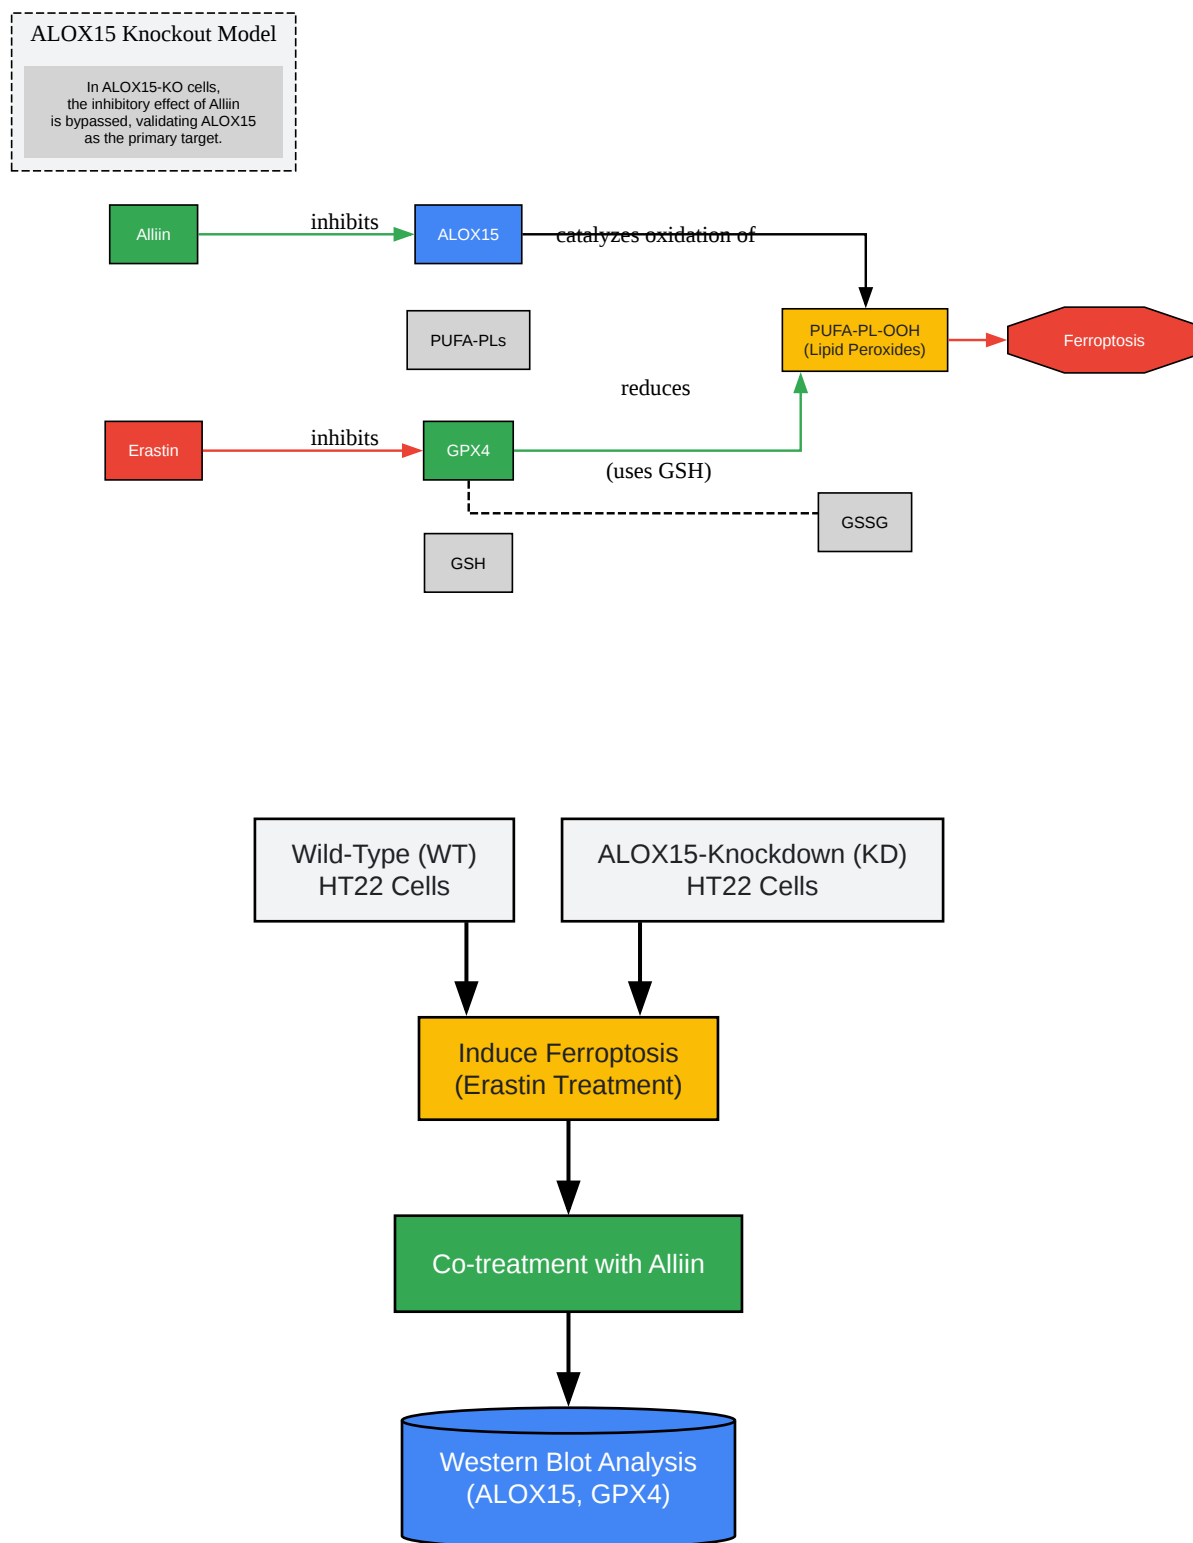 ALOX15 Knockout Model
In ALOX15-KO cells,
the inhibitory effect of Alliin
is bypassed, validating ALOX15
as the primary target.
Alliin
inhibits
ALOX15
catalyzes oxidation of
PUFA-PLs
PUFA-PL-OOH
(Lipid Peroxides)
Ferroptosis
reduces
Erastin
inhibits
GPX4
(uses GSH)
GSSG
GSH
Wild-Type (WT)
HT22 Cells
ALOX15-Knockdown (KD)
HT22 Cells
Induce Ferroptosis
(Erastin Treatment)
Co-treatment with Alliin
Western Blot Analysis
(ALOX15, GPX4)